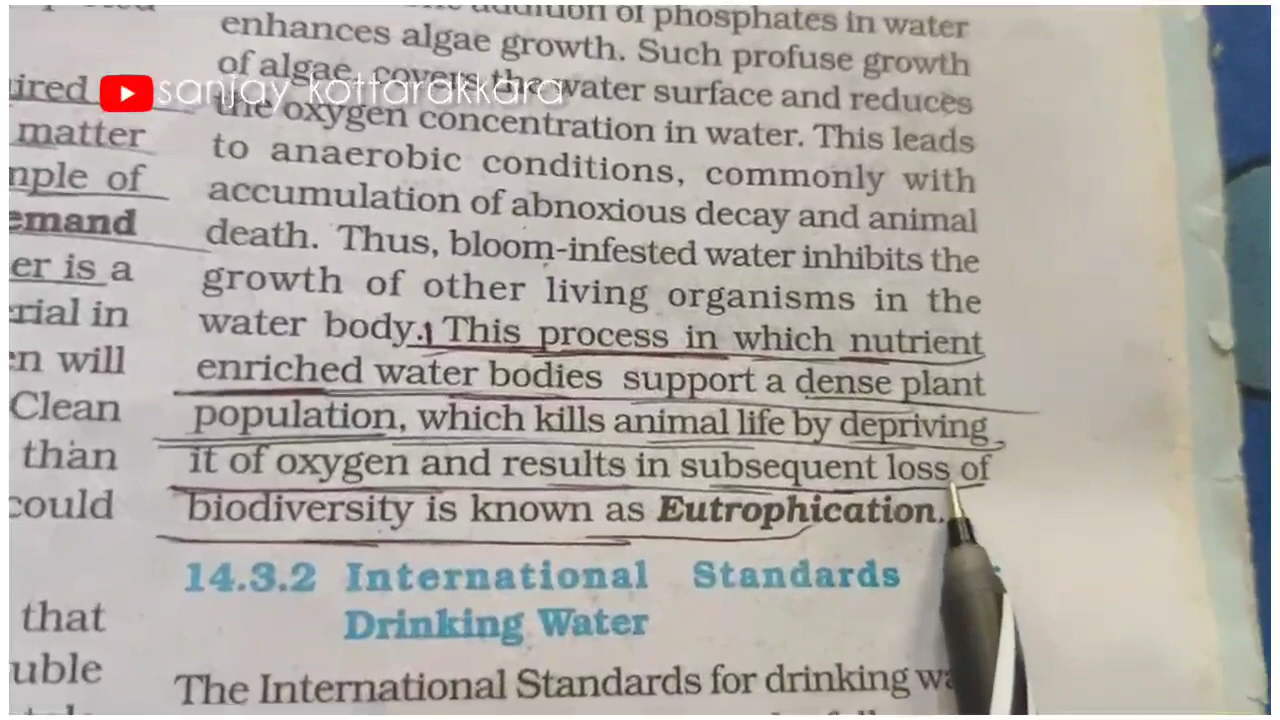 ired
matter
mple of
emand
er is a
rial in
en will
Clean
than
could
that
uble
addition of phosphates in water
enhances algae growth. Such profuse growth
of algae, covers the water surface and reduces
the oxygen concentration in water. This leads
to anaerobic conditions, commonly with
accumulation of abnoxious decay and animal
death. Thus, bloom-infested water inhibits the
growth of other living organisms in the
water body. This process in which nutrient
enriched water bodies support a dense plant
population, which kills animal life by depriving
it of oxygen and results in subsequent loss of
biodiversity is known as Eutrophication.
14.3.2 International Standards
Drinking Water
The International Standards for drinking
sanjay kottarakkara